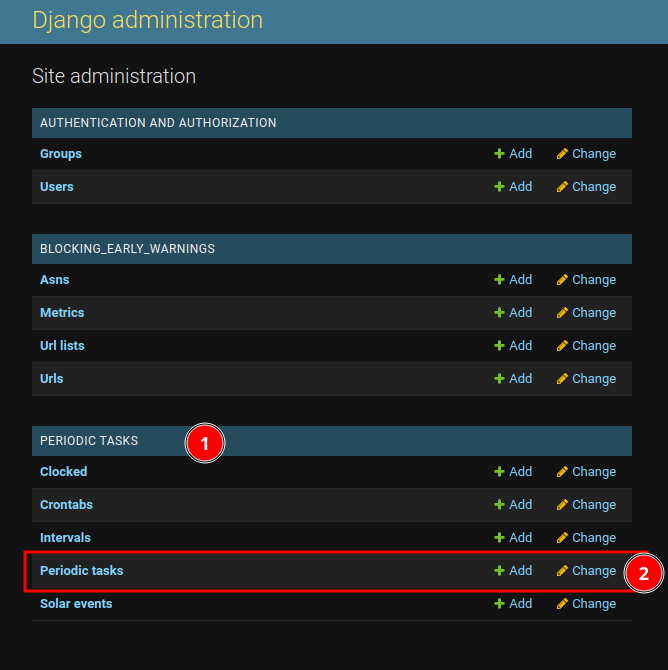 Django administration
Site administration
AUTHENTICATION AND AUTHORIZATION
Groups Add Change
Users Add Change
BLOCKING_EARLY_WARNINGS
Asns Add Change
Metrics Add Change
Url lists Add Change
Urls Add Change
PERIODIC TASKS 1
Clocked Add Change
Crontabs Add Change
Intervals Add Change
Periodic tasks Add Change 2
Solar events Add Change